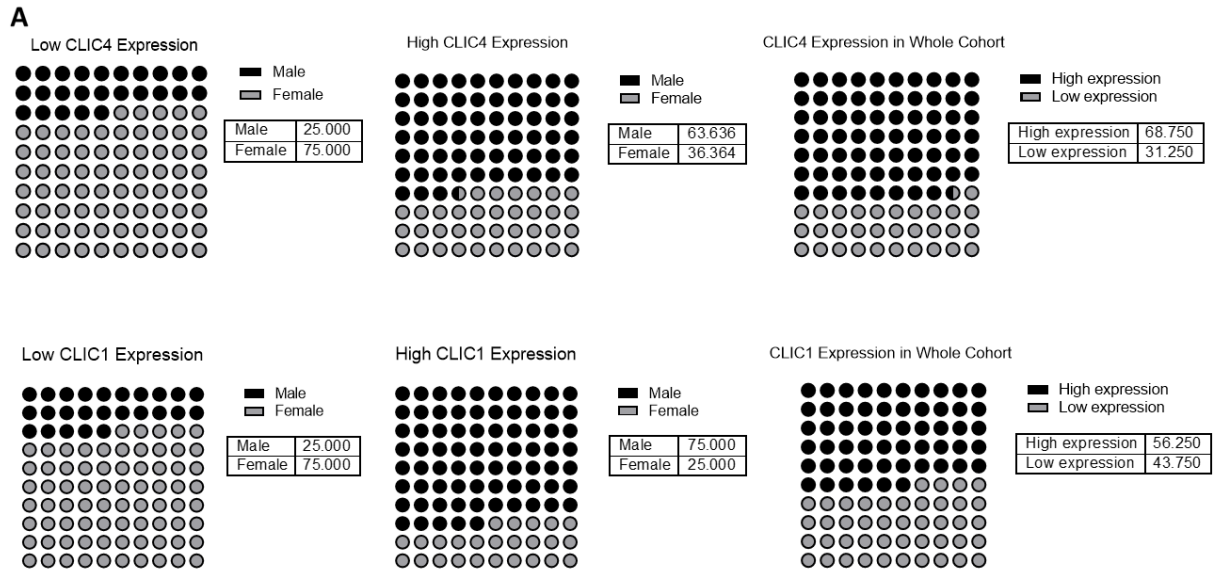 A
Low CLIC4 Expression
Male
Female
Male 25.000
Female 75.000
High CLIC4 Expression
Male
Female
Male 63.636
Female 36.364
CLIC4 Expression in Whole Cohort
High expression
Low expression
High expression 68.750
Low expression 31.250
Low CLIC1 Expression
Male
Female
Male 25.000
Female 75.000
High CLIC1 Expression
Male
Female
Male 75.000
Female 25.000
CLIC1 Expression in Whole Cohort
High expression
Low expression
High expression 56.250
Low expression 43.750